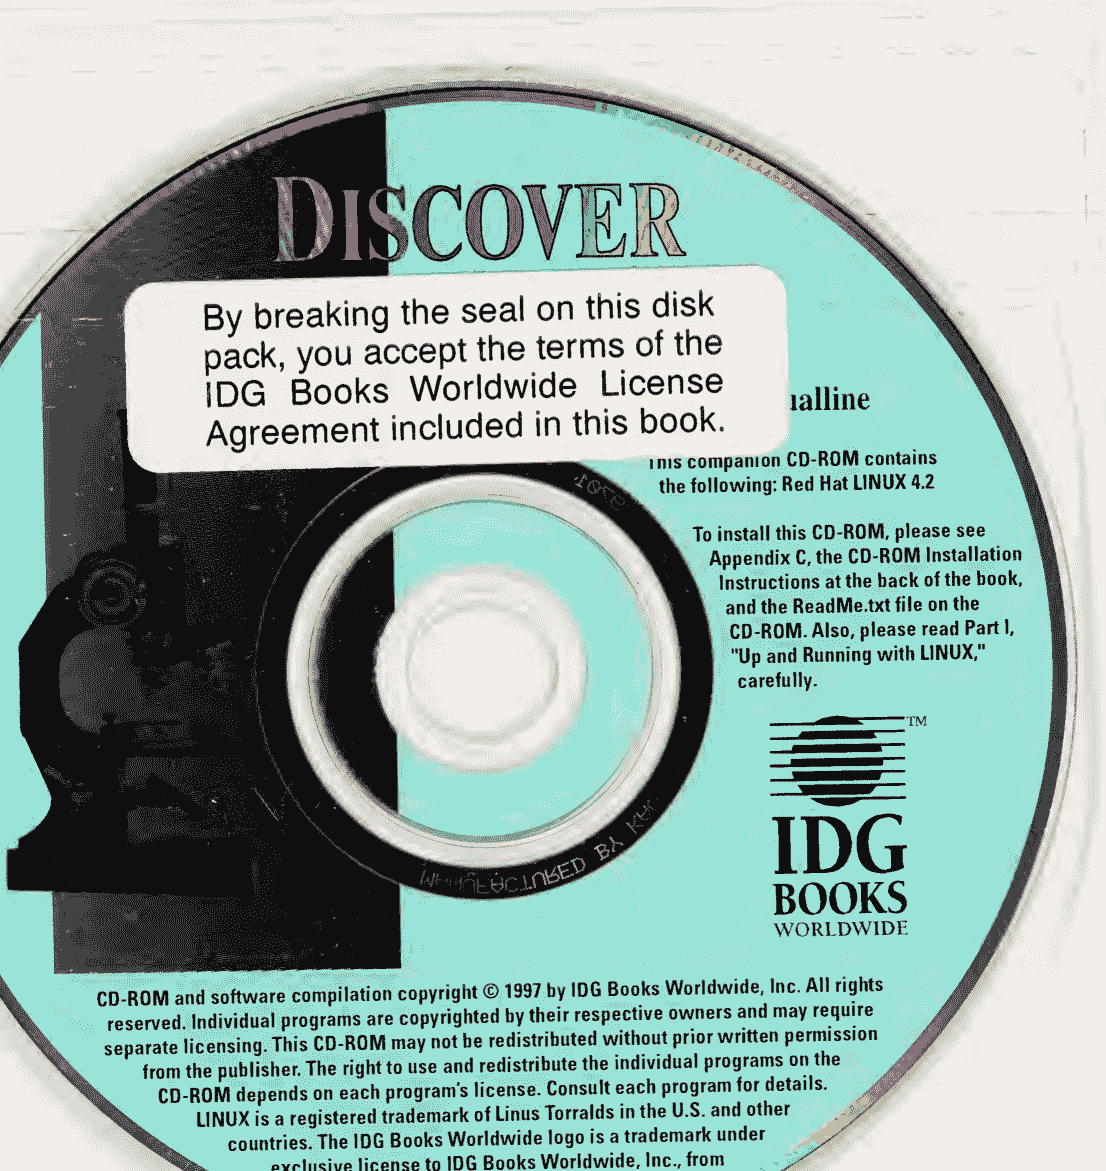 DISCOVER
By breaking the seal on this disk
pack, you accept the terms of the
IDG Books Worldwide License
Agreement included in this book.
ualline
This companion CD-ROM contains
the following: Red Hat LINUX 4.2
To install this CD-ROM, please see
Appendix C, the CD-ROM Installation
Instructions at the back of the book,
and the ReadMe.txt file on the
CD-ROM. Also, please read Part I,
"Up and Running with LINUX,"
carefully.
TM
IDG
BOOKS
WORLDWIDE
MANUFACTURED BY
CD-ROM and software compilation copyright © 1997 by IDG Books Worldwide, Inc. All rights
reserved. Individual programs are copyrighted by their respective owners and may require
separate licensing. This CD-ROM may not be redistributed without prior written permission
from the publisher. The right to use and redistribute the individual programs on the
CD-ROM depends on each program's license. Consult each program for details.
LINUX is a registered trademark of Linus Torralds in the U.S. and other
countries. The IDG Books Worldwide logo is a trademark under
exclusive license to IDG Books Worldwide, Inc., from